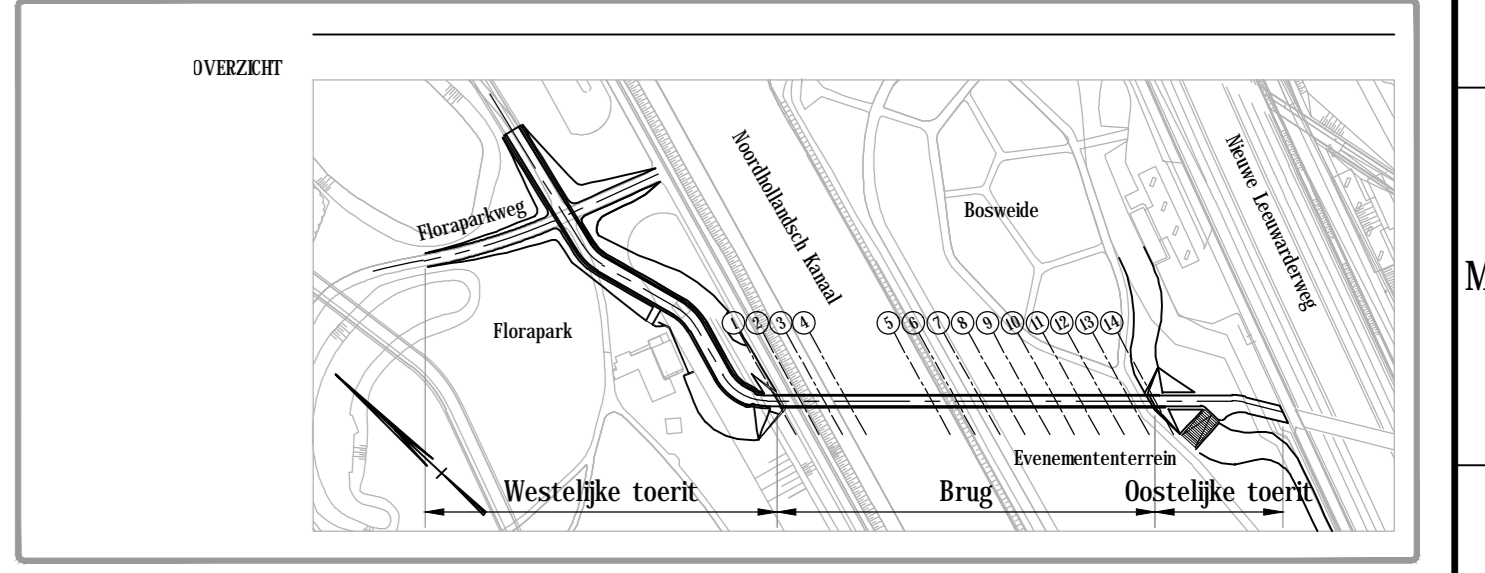 OVERZICHT
Noordhollandsch Kanaal
Nieuwe Leeuwarderweg
Floraparkweg
Bosweide
Florapark
1 2 3 4 5 6 7 8 9 10 11 12 13 14
Evenemententerrein
Westelijke toerit
Brug
Oostelijke toerit
M